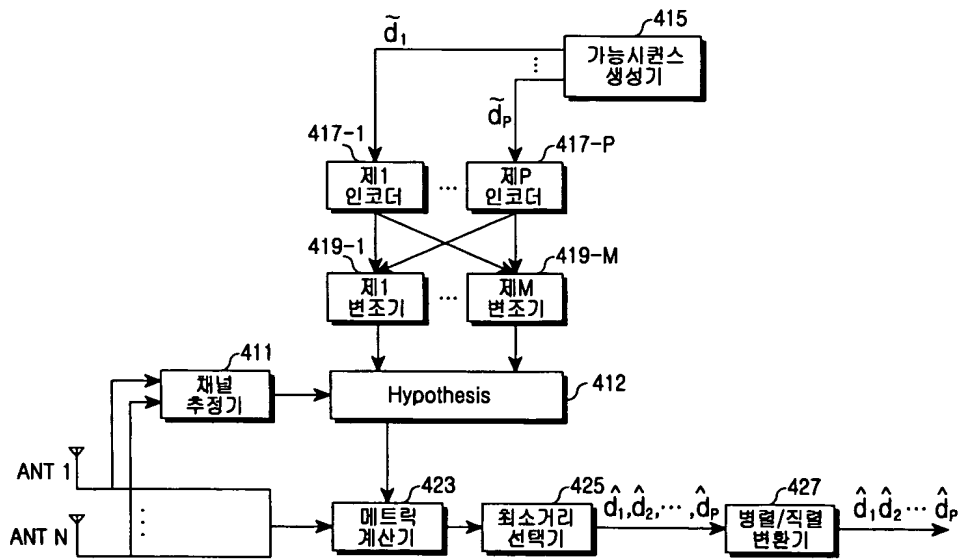 415
d̃₁
가능시퀀스
생성기
⋮
d̃P
417-1
417-P
제1
인코더
...
제P
인코더
419-1
419-M
제1
변조기
...
제M
변조기
411
채널
추정기
Hypothesis
412
ANT 1
423
425
427
메트릭
계산기
최소거리
선택기
d̂₁,d̂₂,⋯,d̂P
병렬/직렬
변환기
d̂₁d̂₂⋯d̂P
⋮
ANT N